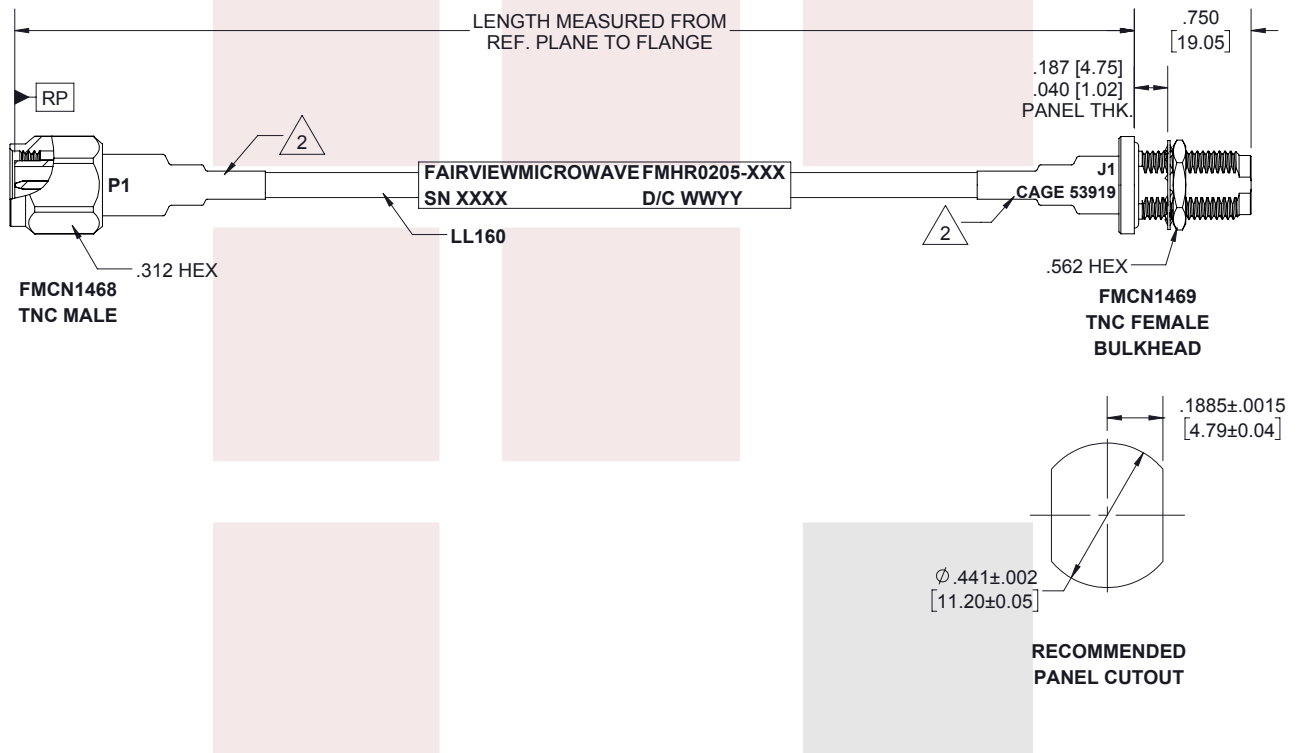 LENGTH MEASURED FROM
REF. PLANE TO FLANGE
.750
[19.05]
.187 [4.75]
.040 [1.02]
PANEL THK.
RP
2
P1
FAIRVIEWMICROWAVE FMHR0205-XXX
SN XXXX D/C WWYY
J1
CAGE 53919
2
LL160
.312 HEX
FMCN1468
TNC MALE
.562 HEX
FMCN1469
TNC FEMALE
BULKHEAD
.1885±.0015
[4.79±0.04]
∅ .441±.002
[11.20±0.05]
RECOMMENDED
PANEL CUTOUT